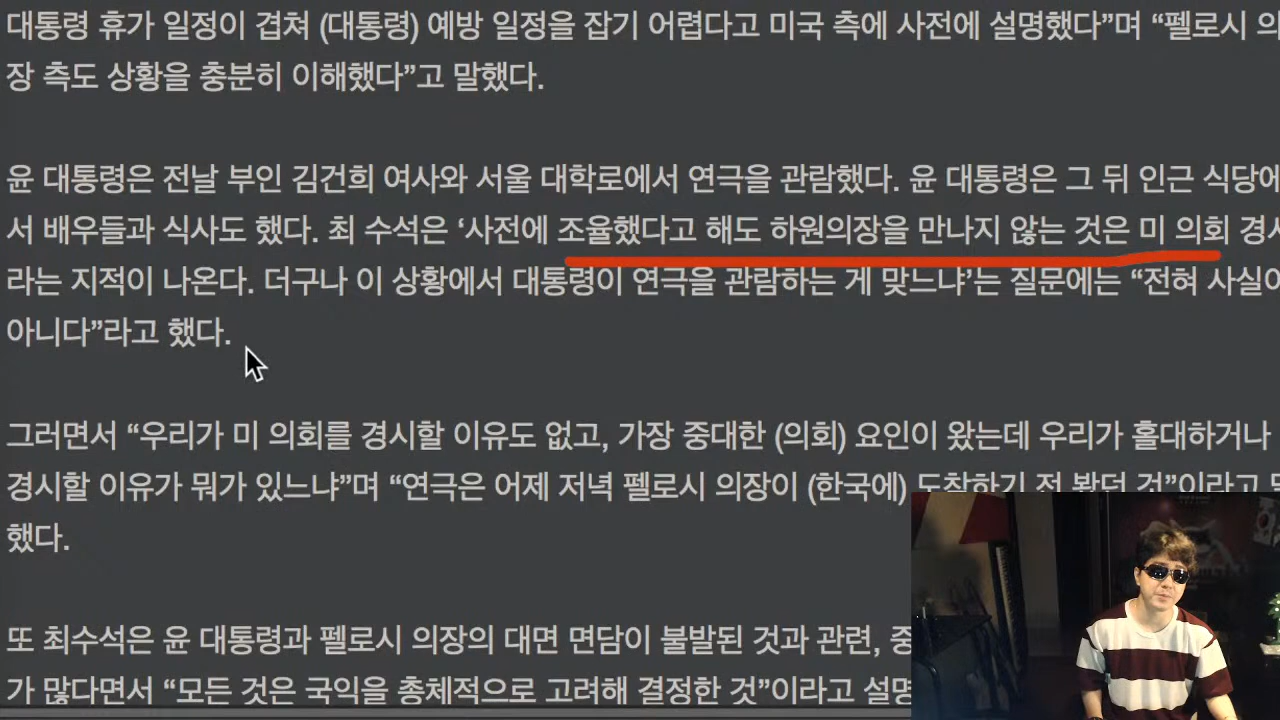 대통령 휴가 일정이 겹쳐 (대통령) 예방 일정을 잡기 어렵다고 미국 측에 사전에 설명했다”며 “펠로시 의
장 측도 상황을 충분히 이해했다”고 말했다.
윤 대통령은 전날 부인 김건희 여사와 서울 대학로에서 연극을 관람했다. 윤 대통령은 그 뒤 인근 식당에
서 배우들과 식사도 했다. 최 수석은 ‘사전에 조율했다고 해도 하원의장을 만나지 않는 것은 미 의회 경시
라는 지적이 나온다. 더구나 이 상황에서 대통령이 연극을 관람하는 게 맞느냐’는 질문에는 “전혀 사실이
아니다”라고 했다.
그러면서 “우리가 미 의회를 경시할 이유도 없고, 가장 중대한 (의회) 요인이 왔는데 우리가 홀대하거나
경시할 이유가 뭐가 있느냐”며 “연극은 어제 저녁 펠로시 의장이 (한국에) 도착하기 전 봤던 것”이라고
했다.
또 최수석은 윤 대통령과 펠로시 의장의 대면 면담이 불발된 것과 관련, 중
가 많다면서 “모든 것은 국익을 총체적으로 고려해 결정한 것”이라고 설명